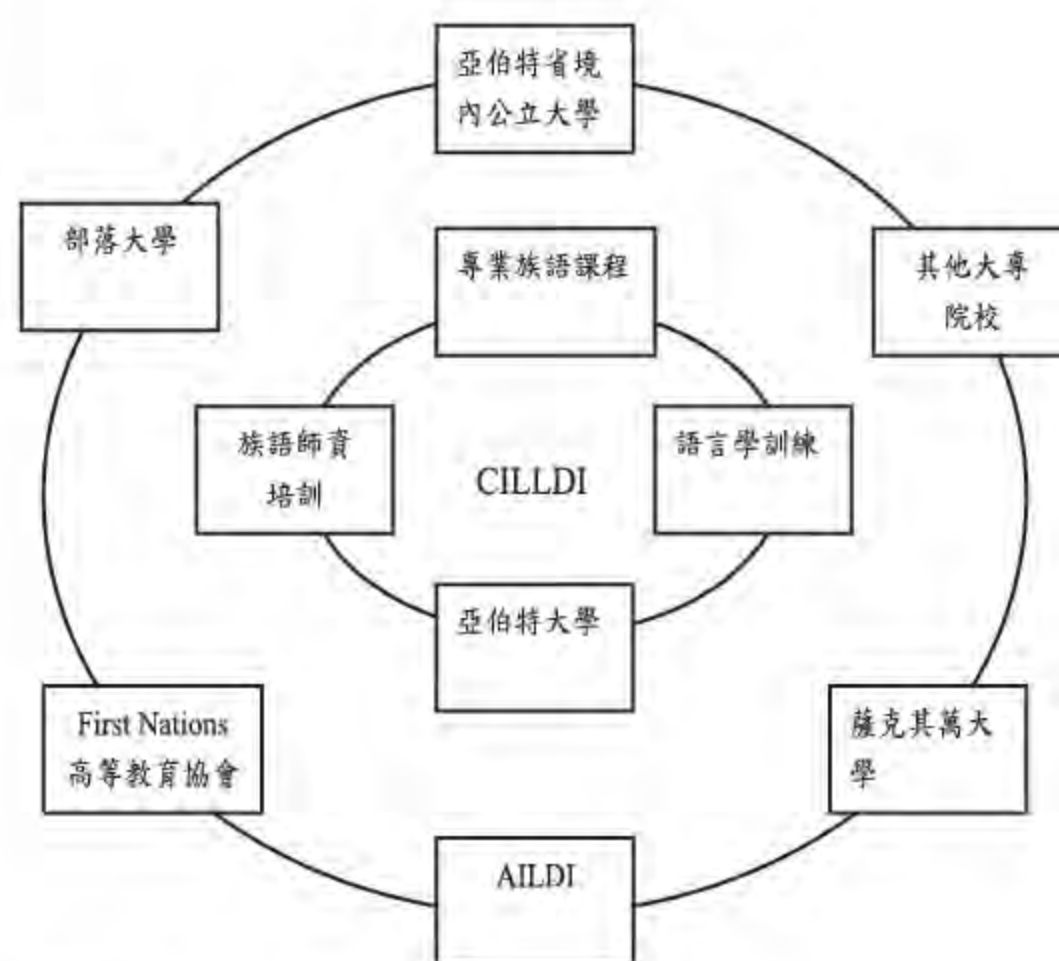 亞伯特省境
內公立大學
部落大學
專業族語課程
其他大專
院校
族語師資
培訓
CILLDI
語言學訓練
亞伯特大學
First Nations
高等教育協會
薩克其萬大
學
AILDI